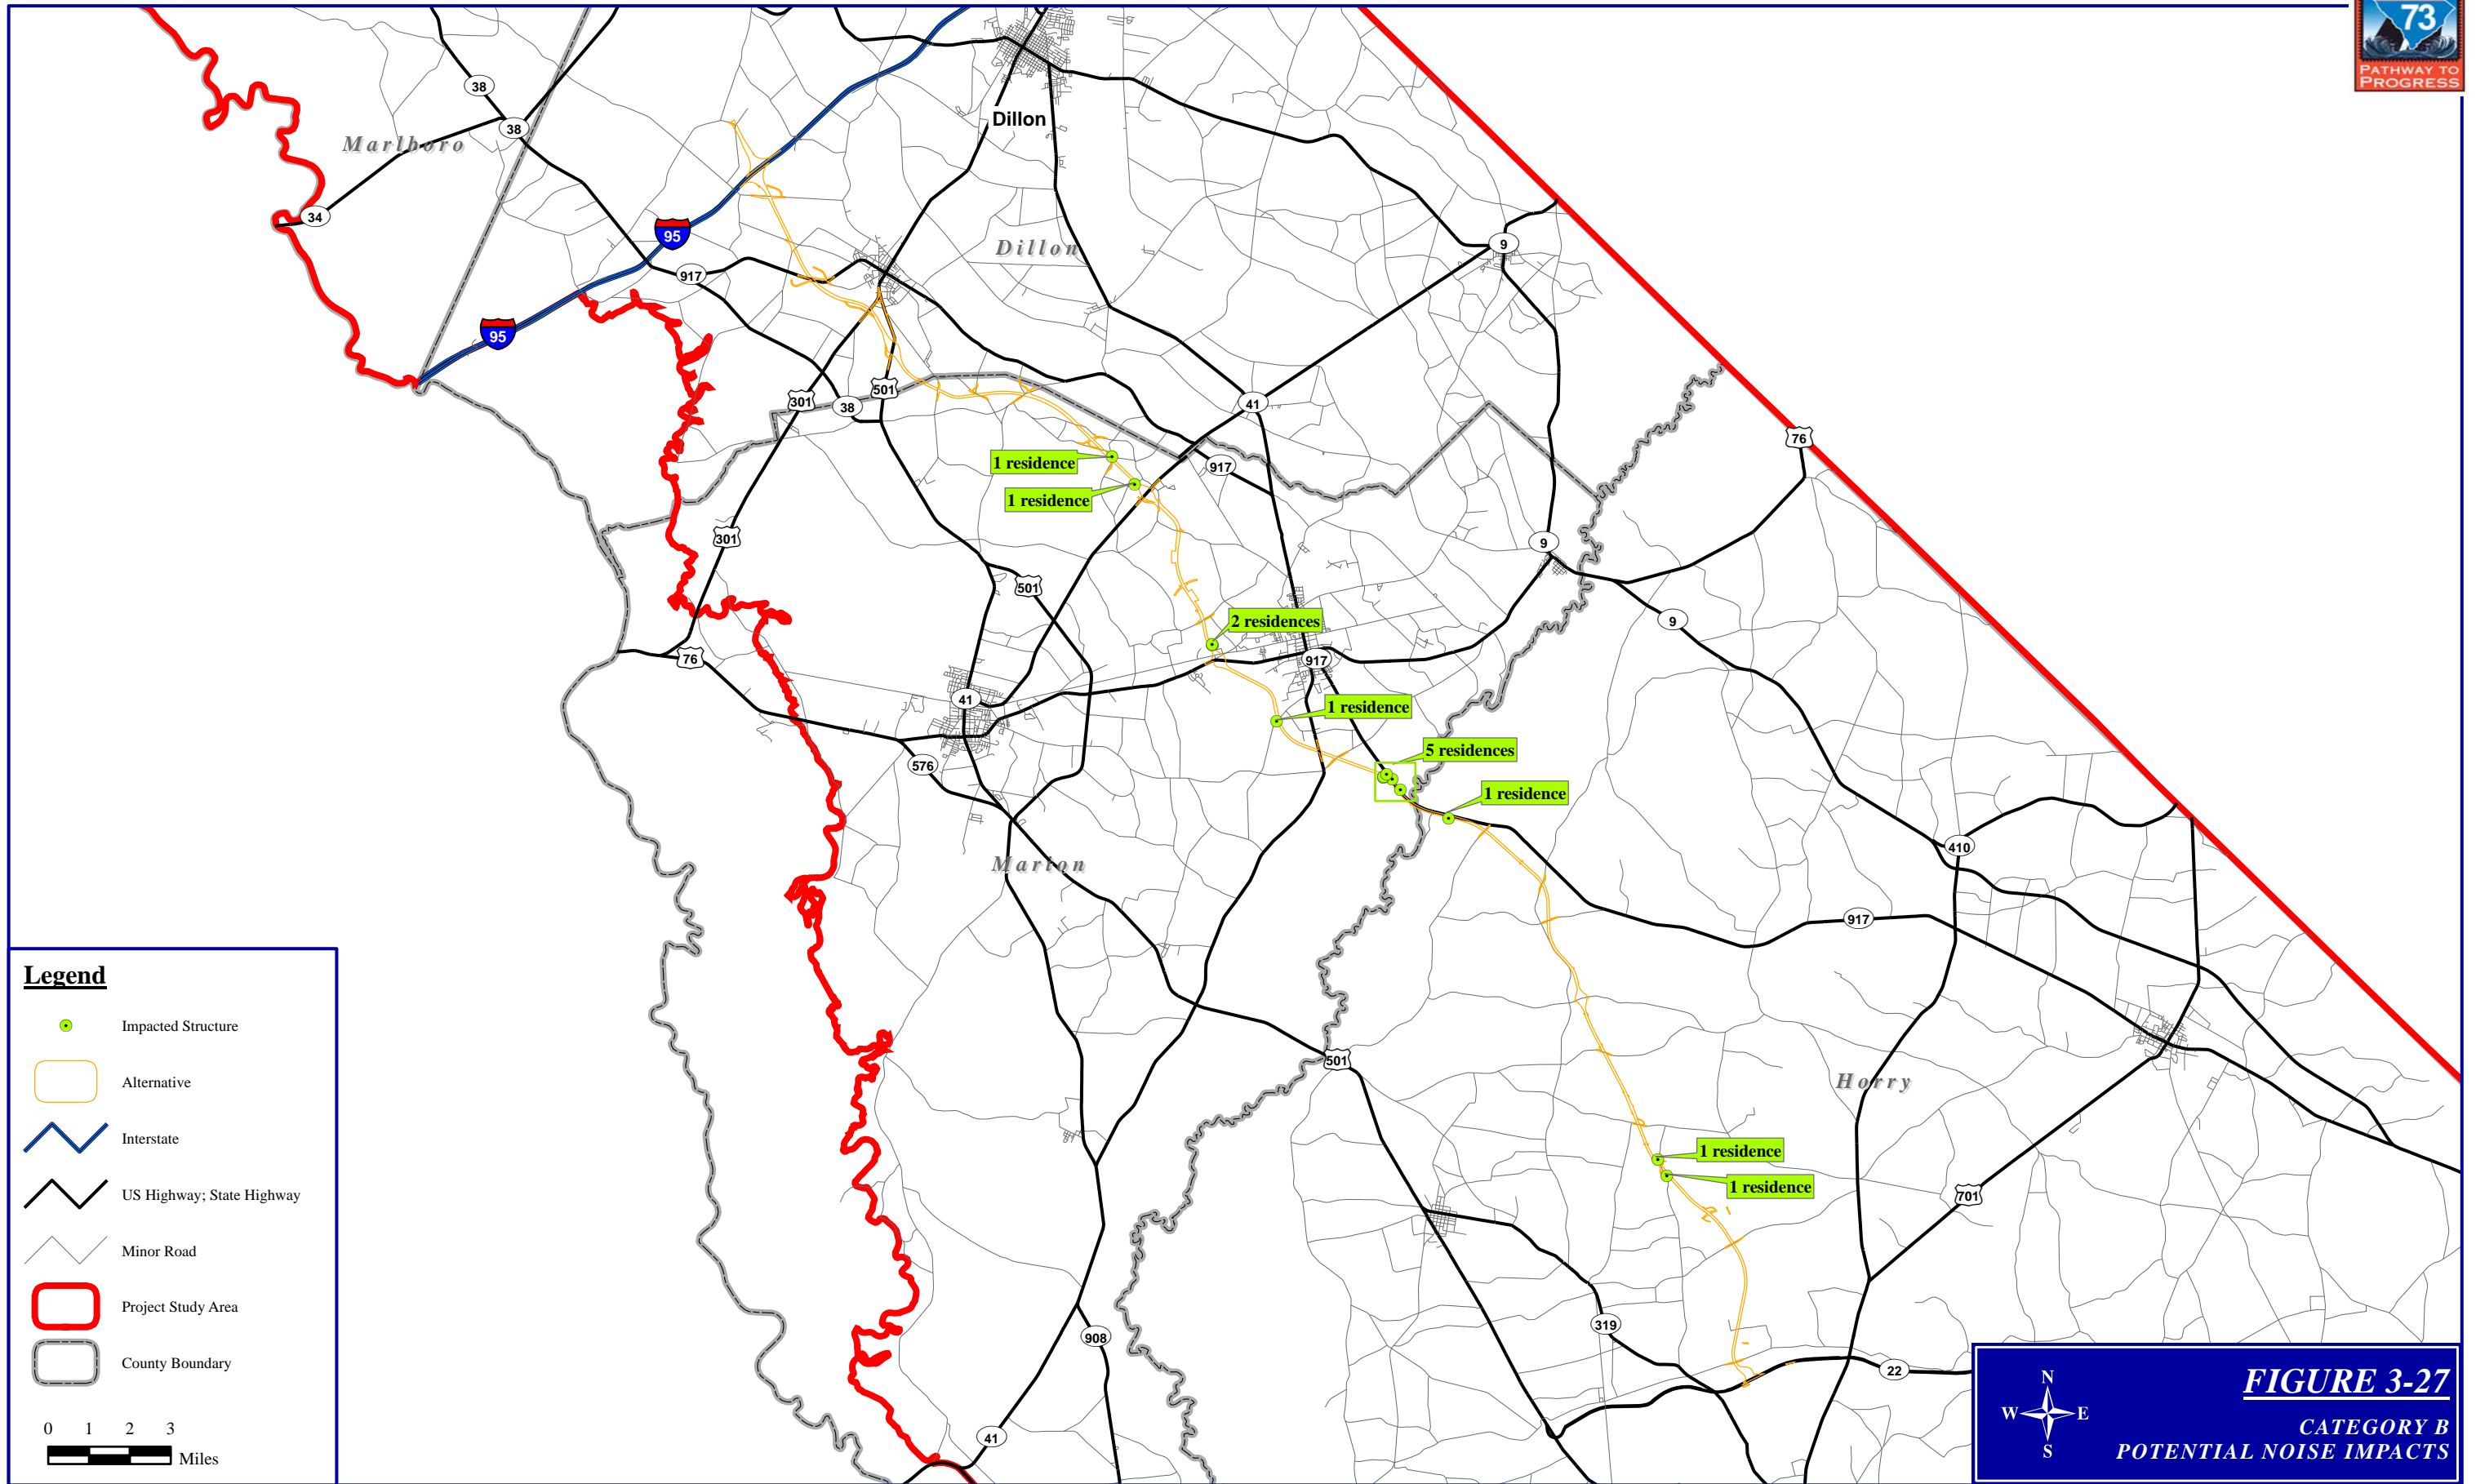 73
PATHWAY TO
PROGRESS
38
38
Marlboro
34
Dillon
95
95
917
Dillon
9
301
38
501
41
76
1 residence
1 residence
917
301
501
9
9
2 residences
76
917
41
1 residence
576
5 residences
1 residence
410
Marion
917
501
Horry
1 residence
1 residence
701
319
908
22
41
Legend
Impacted Structure
Alternative
Interstate
US Highway; State Highway
Minor Road
Project Study Area
County Boundary
0 1 2 3
Miles
N
W E
S
FIGURE 3-27
CATEGORY B
POTENTIAL NOISE IMPACTS